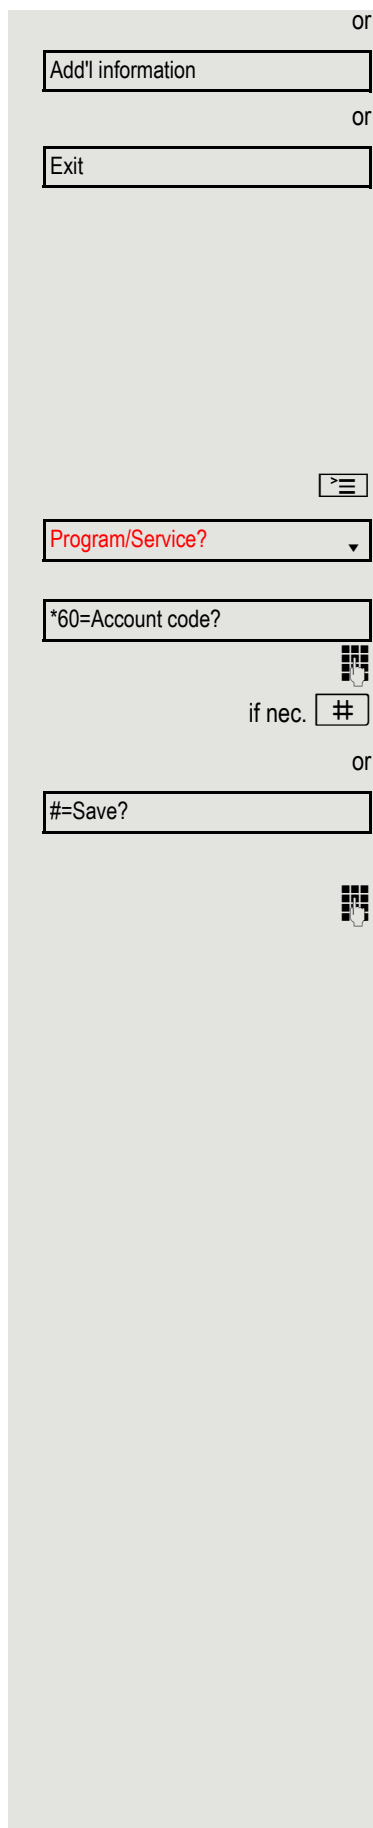 or
Add'l information
or
Exit
>
Program/Service?
*60=Account code?
if nec. #
or
#=Save?